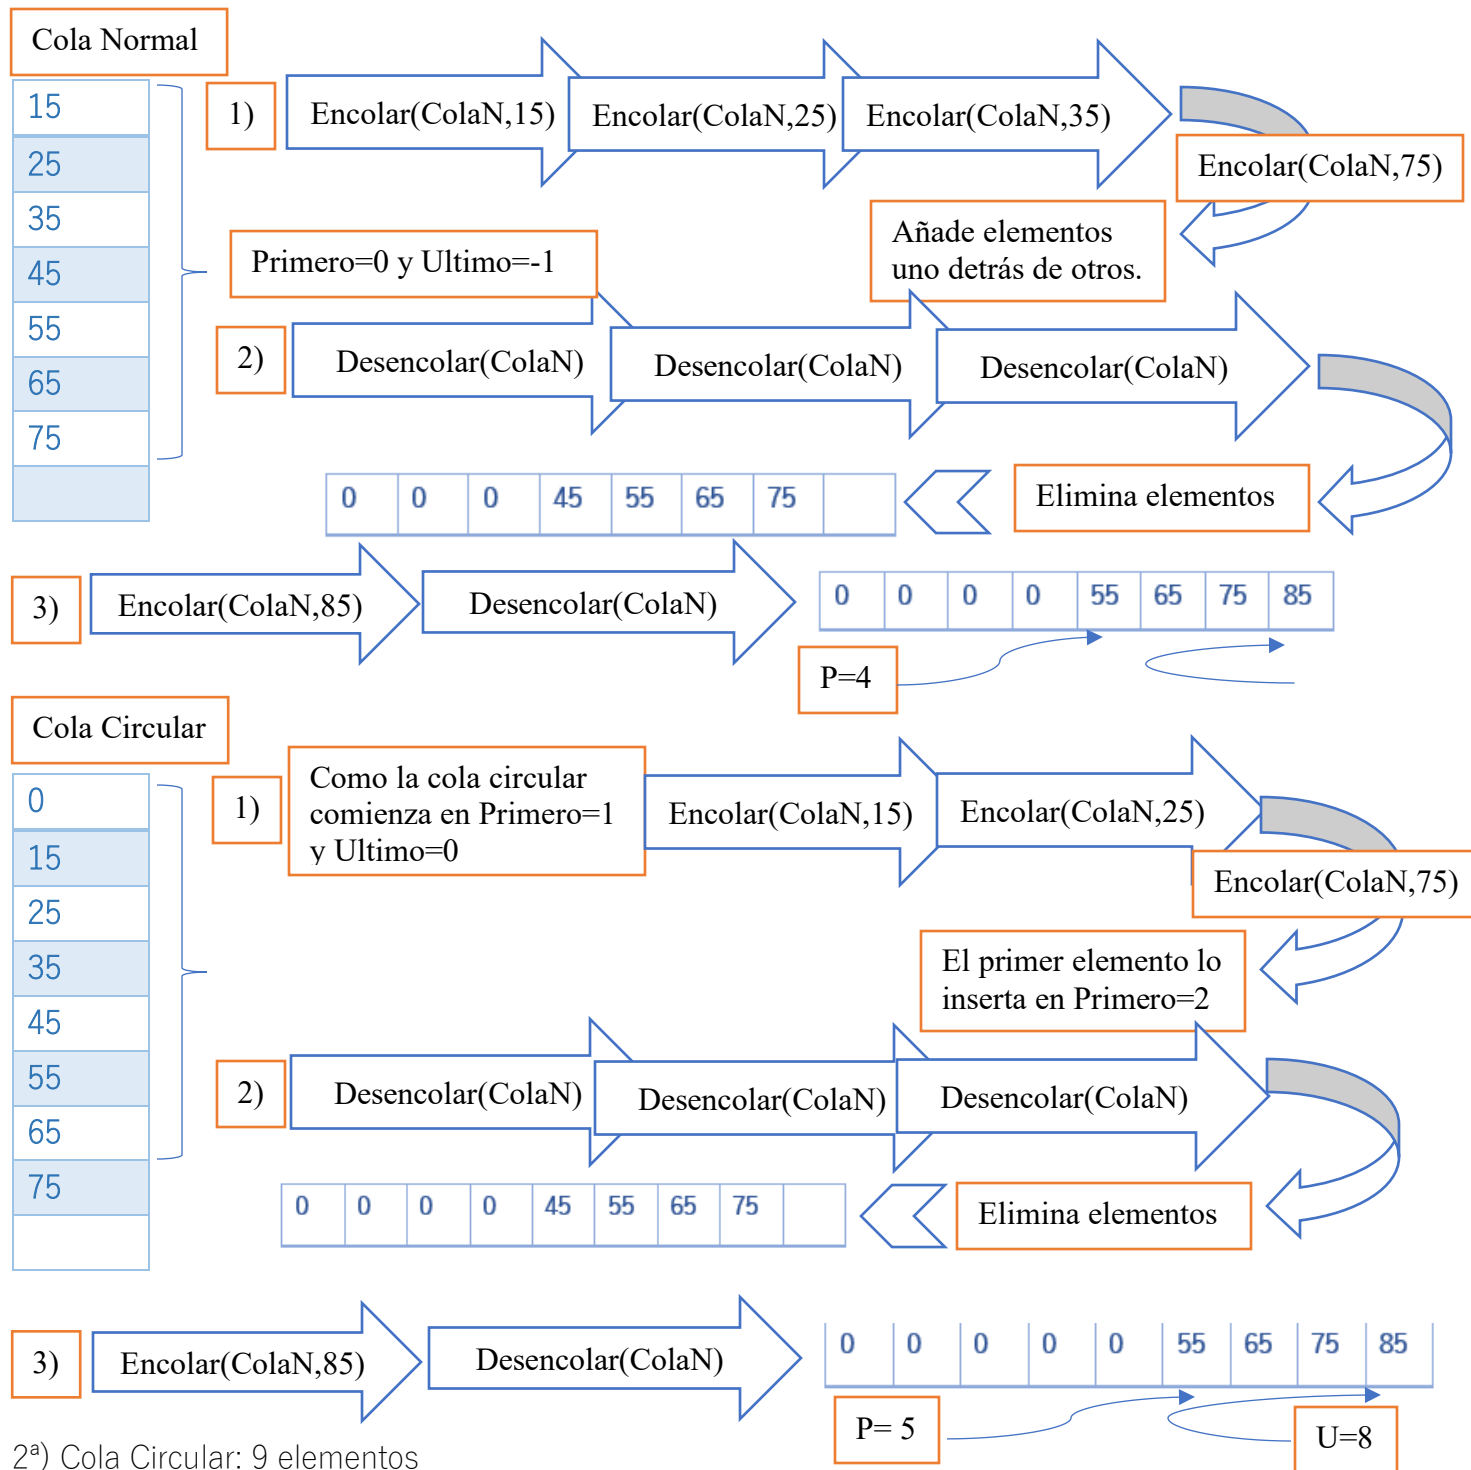 Cola Normal
15
25
35
45
55
65
75
1)
Encolar(ColaN,15)
Encolar(ColaN,25)
Encolar(ColaN,35)
Encolar(ColaN,75)
Añade elementos
uno detrás de otros.
Primero=0 y Ultimo=-1
2)
Desencolar(ColaN)
Desencolar(ColaN)
Desencolar(ColaN)
Elimina elementos
0 0 0 45 55 65 75
3)
Encolar(ColaN,85)
Desencolar(ColaN)
0 0 0 0 55 65 75 85
P=4
Cola Circular
0
15
25
35
45
55
65
75
1)
Como la cola circular
comienza en Primero=1
y Ultimo=0
Encolar(ColaN,15)
Encolar(ColaN,25)
Encolar(ColaN,75)
El primer elemento lo
inserta en Primero=2
2)
Desencolar(ColaN)
Desencolar(ColaN)
Desencolar(ColaN)
Elimina elementos
0 0 0 0 45 55 65 75
3)
Encolar(ColaN,85)
Desencolar(ColaN)
0 0 0 0 0 55 65 75 85
P= 5
U=8
2ª) Cola Circular: 9 elementos